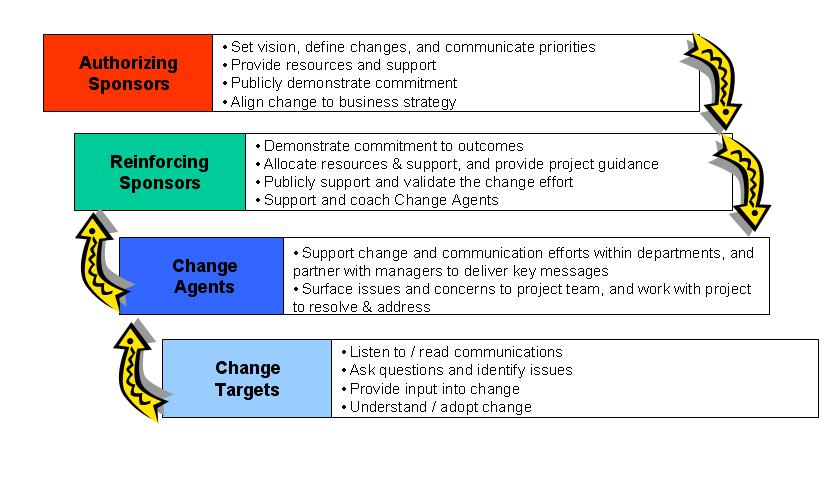 Authorizing
Sponsors
• Set vision, define changes, and communicate priorities
• Provide resources and support
• Publicly demonstrate commitment
• Align change to business strategy
Reinforcing
Sponsors
• Demonstrate commitment to outcomes
• Allocate resources & support, and provide project guidance
• Publicly support and validate the change effort
• Support and coach Change Agents
Change
Agents
• Support change and communication efforts within departments, and
partner with managers to deliver key messages
• Surface issues and concerns to project team, and work with project
to resolve & address
Change
Targets
• Listen to / read communications
• Ask questions and identify issues
• Provide input into change
• Understand / adopt change